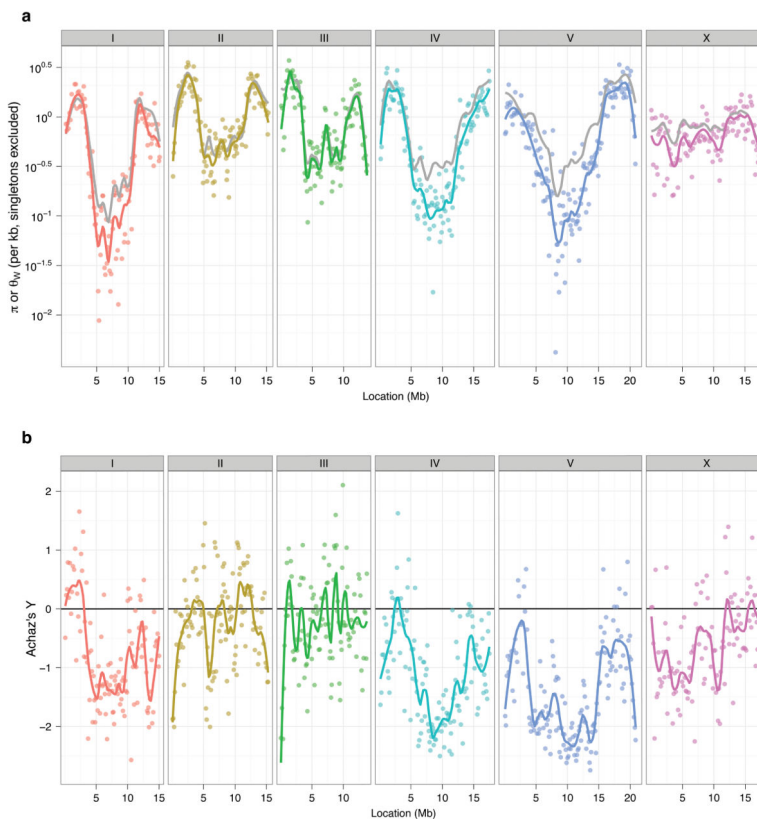 a
I II III IV V X
10^0.5
10^0
10^−0.5
10^−1
10^−1.5
10^−2
π or θ_W (per kb, singletons excluded)
5 10 15 5 10 15 5 10 5 10 15 5 10 15 20 5 10 15
Location (Mb)
b
I II III IV V X
2
1
0
−1
−2
Achaz's Y
5 10 15 5 10 15 5 10 5 10 15 5 10 15 20 5 10 15
Location (Mb)